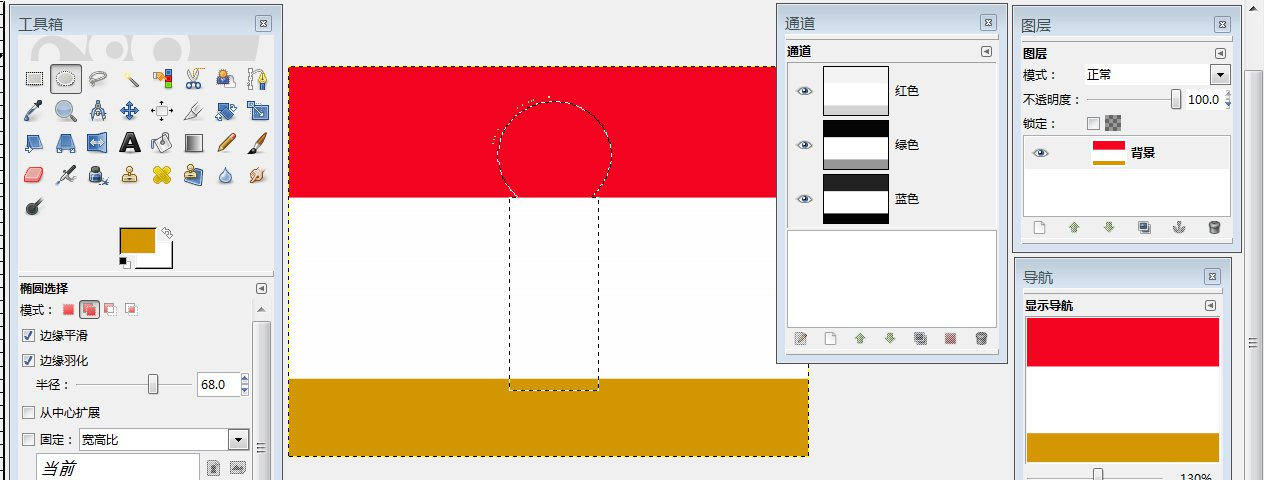 工具箱
椭圆选择
模式：
边缘平滑
边缘羽化
半径： 68.0
从中心扩展
固定： 宽高比
当前
通道
通道
红色
绿色
蓝色
图层
图层
模式： 正常
不透明度： 100.0
锁定：
背景
导航
显示导航
130%